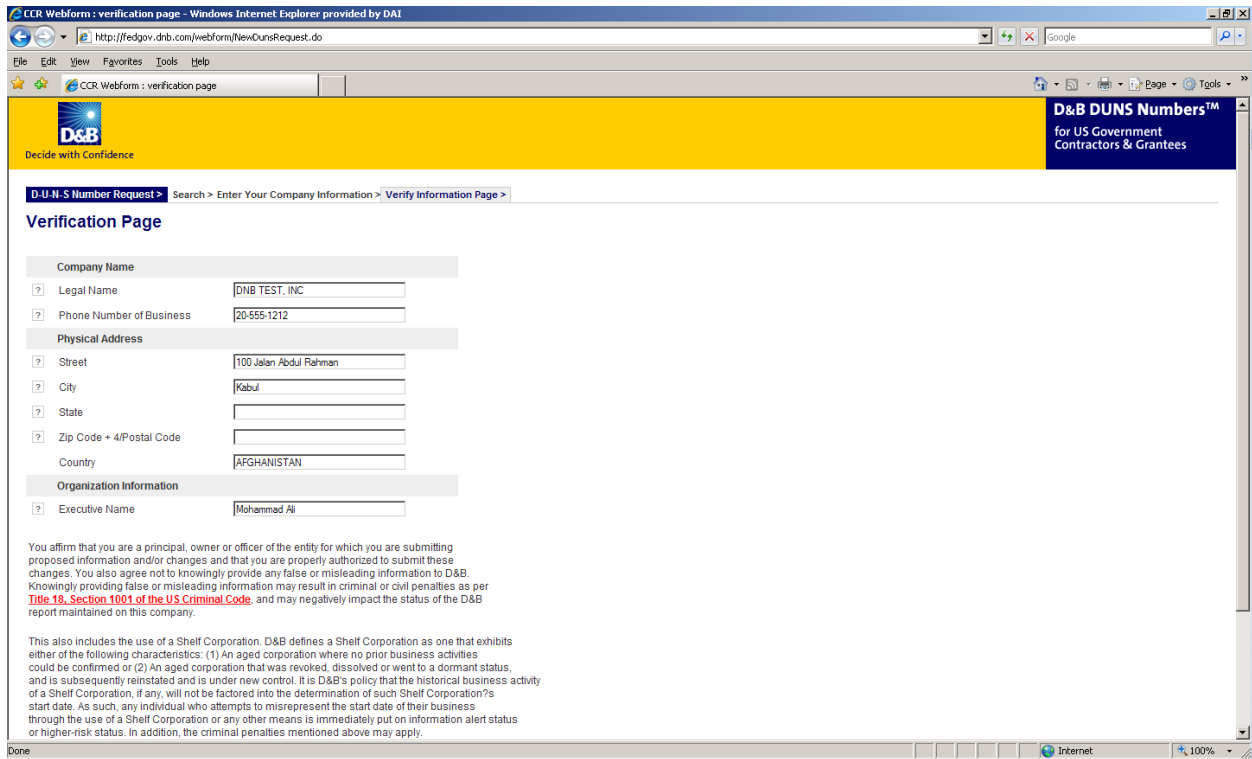 CCR Webform : verification page - Windows Internet Explorer provided by DAI
http://fedgov.dnb.com/webform/NewDunsRequest.do
Google
File Edit View Favorites Tools Help
CCR Webform : verification page
Page Tools »
D&B
Decide with Confidence
D&B DUNS Numbers™
for US Government
Contractors & Grantees
D-U-N-S Number Request > Search > Enter Your Company Information > Verify Information Page >
Verification Page
Company Name
? Legal Name DNB TEST, INC
? Phone Number of Business 20-555-1212
Physical Address
? Street 100 Jalan Abdul Rahman
? City Kabul
? State
? Zip Code + 4/Postal Code
Country AFGHANISTAN
Organization Information
? Executive Name Mohammad Ali
You affirm that you are a principal, owner or officer of the entity for which you are submitting
proposed information and/or changes and that you are properly authorized to submit these
changes. You also agree not to knowingly provide any false or misleading information to D&B.
Knowingly providing false or misleading information may result in criminal or civil penalties as per
Title 18, Section 1001 of the US Criminal Code, and may negatively impact the status of the D&B
report maintained on this company.
This also includes the use of a Shelf Corporation. D&B defines a Shelf Corporation as one that exhibits
either of the following characteristics: (1) An aged corporation where no prior business activities
could be confirmed or (2) An aged corporation that was revoked, dissolved or went to a dormant status,
and is subsequently reinstated and is under new control. It is D&B's policy that the historical business activity
of a Shelf Corporation, if any, will not be factored into the determination of such Shelf Corporation?s
start date. As such, any individual who attempts to misrepresent the start date of their business
through the use of a Shelf Corporation or any other means is immediately put on information alert status
or higher-risk status. In addition, the criminal penalties mentioned above may apply.
Done
Internet
100%